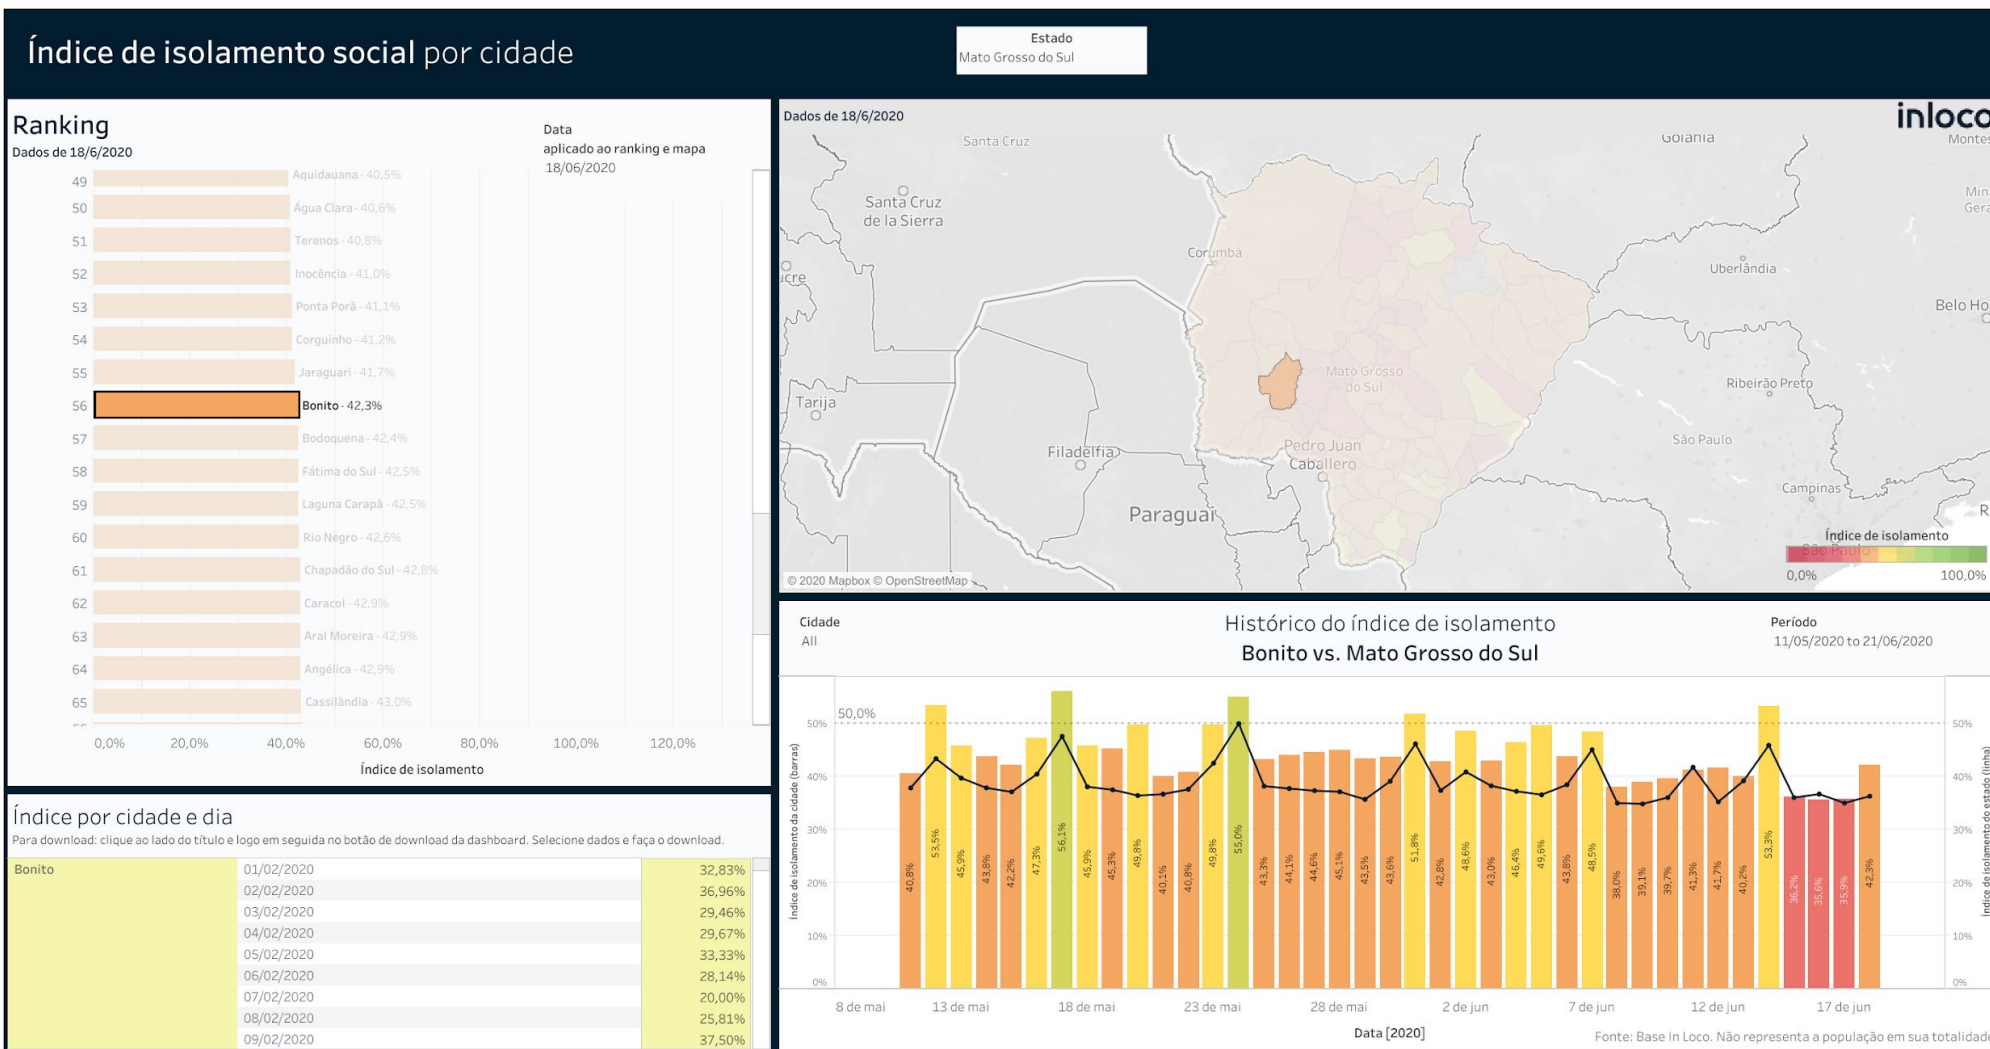 Índice de isolamento social por cidade
Estado
Mato Grosso do Sul
Ranking
Dados de 18/6/2020
Data
aplicado ao ranking e mapa
18/06/2020
49 Aquidauana - 40,5%
50 Água Clara - 40,6%
51 Terenos - 40,8%
52 Inocência - 41,0%
53 Ponta Porã - 41,1%
54 Corguinho - 41,2%
55 Jaraguari - 41,7%
56 Bonito - 42,3%
57 Bodoquena - 42,4%
58 Fátima do Sul - 42,5%
59 Laguna Carapã - 42,5%
60 Rio Negro - 42,6%
61 Chapadão do Sul - 42,8%
62 Caracol - 42,9%
63 Aral Moreira - 42,9%
64 Angélica - 42,9%
65 Cassilândia - 43,0%
0,0% 20,0% 40,0% 60,0% 80,0% 100,0% 120,0%
Índice de isolamento
Índice por cidade e dia
Para download: clique ao lado do título e logo em seguida no botão de download da dashboard. Selecione dados e faça o download.
Bonito 01/02/2020 32,83%
02/02/2020 36,96%
03/02/2020 29,46%
04/02/2020 29,67%
05/02/2020 33,33%
06/02/2020 28,14%
07/02/2020 20,00%
08/02/2020 25,81%
09/02/2020 37,50%
Dados de 18/6/2020
inloco
Santa Cruz
Goiânia
Montes
Santa Cruz
de la Sierra
Min
Gera
Corumbá
ucre
Uberlândia
Belo Ho
Mato Grosso
do Sul
Ribeirão Preto
Tarija
São Paulo
Filadélfia
Pedro Juan
Caballero
Campinas
Paraguai
R
Índice de isolamento
São Paulo
0,0% 100,0%
© 2020 Mapbox © OpenStreetMap
Cidade
All
Histórico do índice de isolamento
Bonito vs. Mato Grosso do Sul
Período
11/05/2020 to 21/06/2020
Índice de isolamento da cidade (barras)
50% 40% 30% 20% 10% 0%
50,0%
40,8% 53,5% 45,9% 43,8% 42,2% 47,3% 56,1% 45,9% 45,3% 49,8% 40,1% 40,8% 49,8% 55,0% 43,3% 44,1% 44,6% 45,1% 43,5% 43,6% 51,8% 42,8% 48,6% 43,0% 46,4% 49,6% 43,8% 48,5% 38,0% 39,1% 39,7% 41,3% 41,7% 40,2% 53,3% 36,2% 35,6% 35,9% 42,3%
50% 40% 30% 20% 10% 0%
Índice de isolamento do estado (linha)
8 de mai 13 de mai 18 de mai 23 de mai 28 de mai 2 de jun 7 de jun 12 de jun 17 de jun
Data [2020]
Fonte: Base In Loco. Não representa a população em sua totalidade